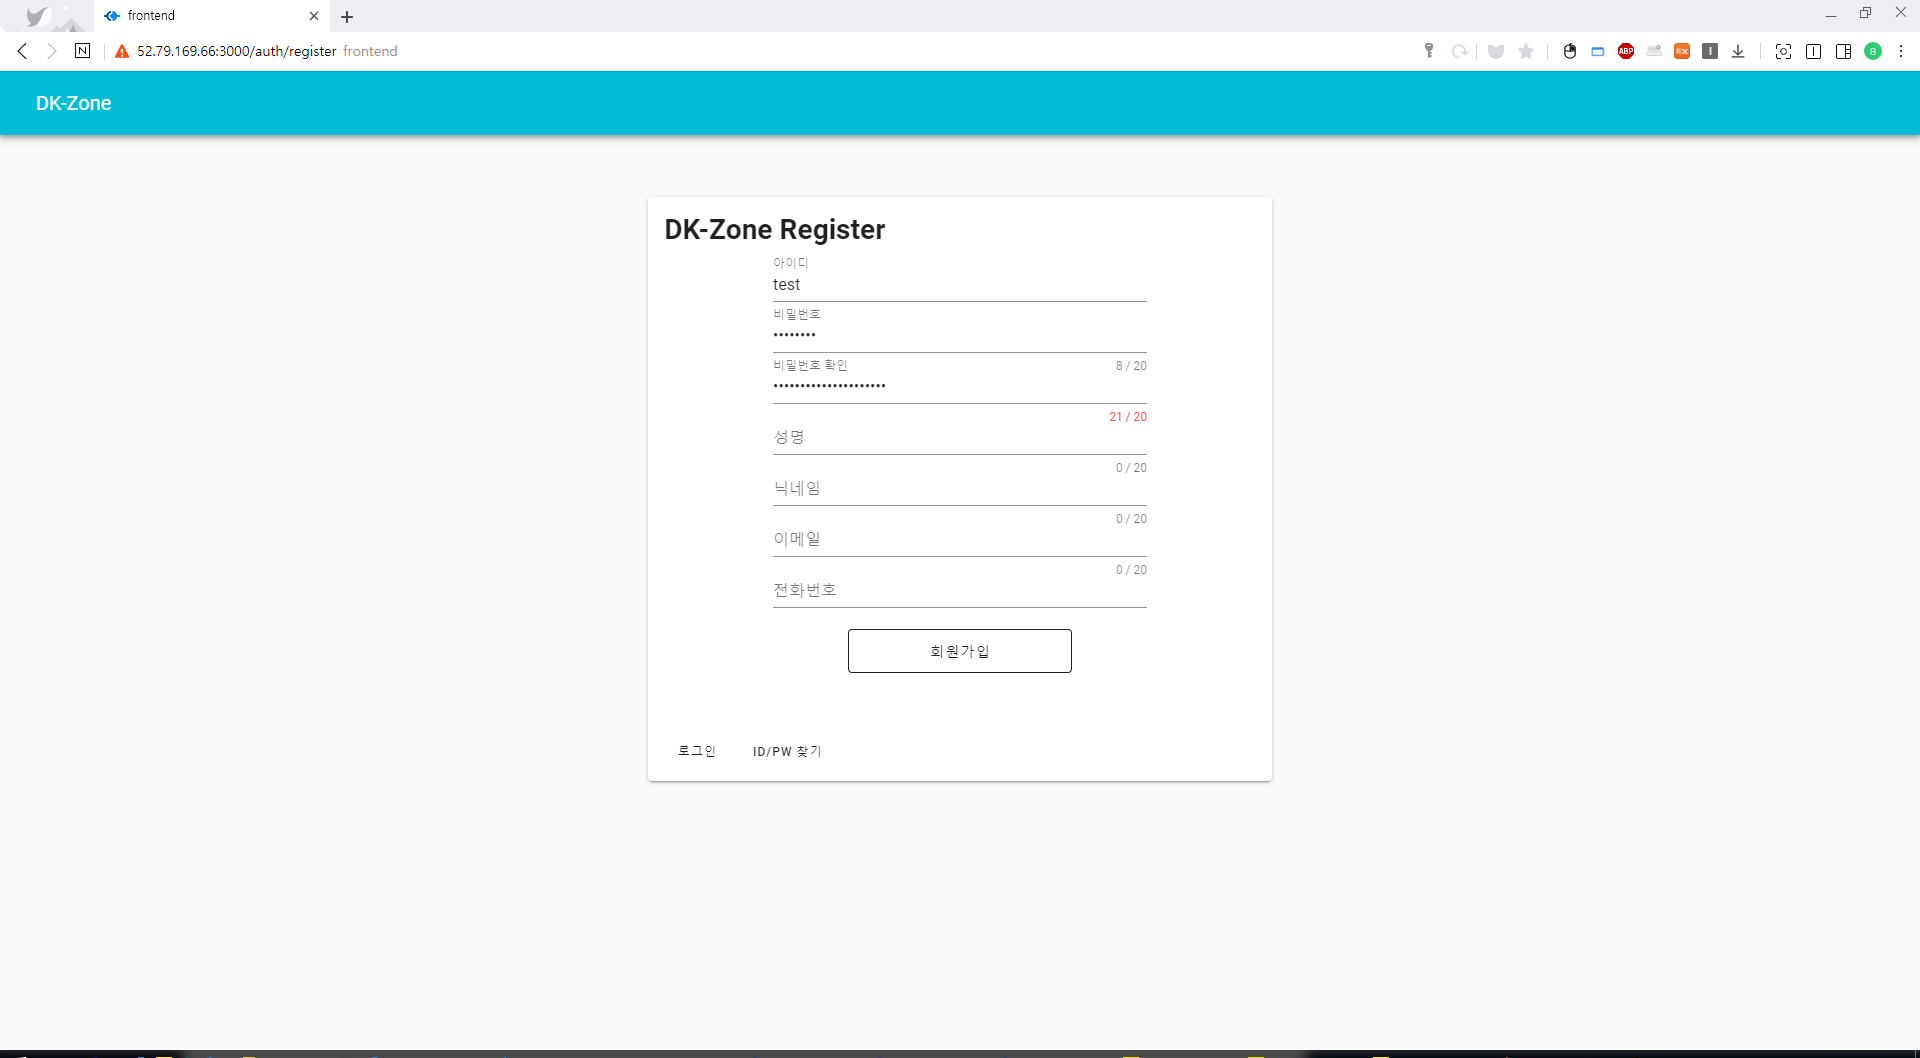 frontend
52.79.169.66:3000/auth/register frontend
DK-Zone
DK-Zone Register
아이디
test
비밀번호
••••••••
비밀번호 확인 8 / 20
•••••••••••••••••••••
21 / 20
성명
0 / 20
닉네임
0 / 20
이메일
0 / 20
전화번호
회원가입
로그인 ID/PW 찾기